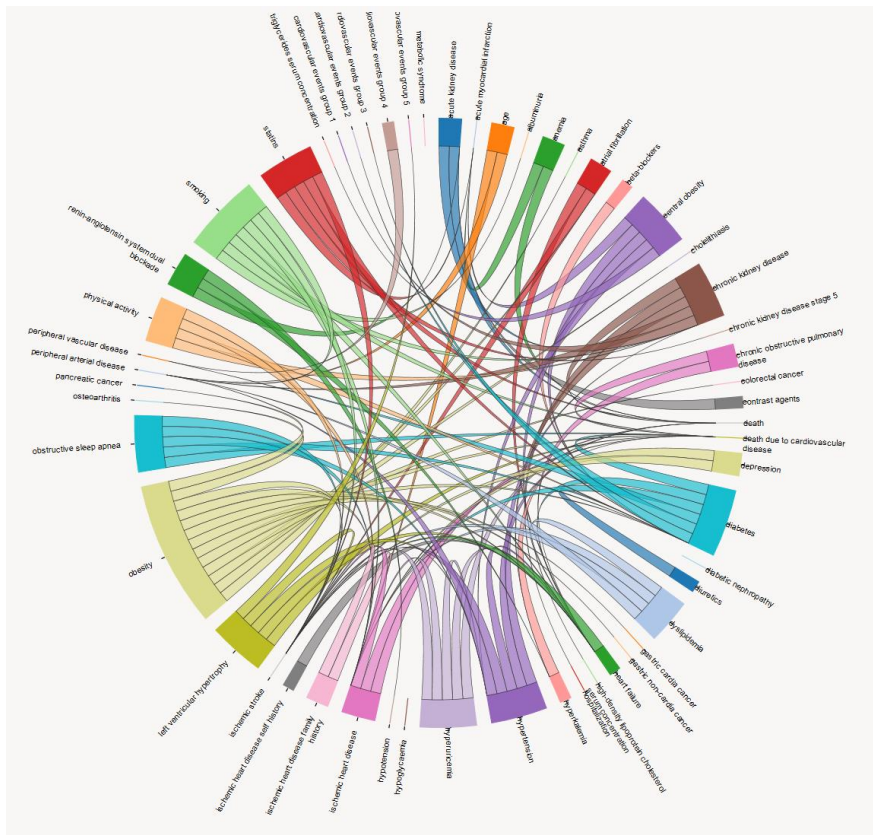 triglycerides serum concentration
cardiovascular events group 1
cardiovascular events group 2
rdiovascular events group 3
iovascular events group 4
ovascular events group 5
metabolic syndrome
acute kidney disease
acute myocardial infarction
age
albuminuria
anemia
asthma
atrial fibrillation
beta-blockers
central obesity
cholelithiasis
chronic kidney disease
chronic kidney disease stage 5
chronic obstructive pulmonary
disease
colorectal cancer
contrast agents
death
death due to cardiovascular
disease
depression
diabetes
diabetic nephropathy
diuretics
dyslipidemia
gastric cardia cancer
gastric non-cardia cancer
heart failure
high-density lipoprotein cholesterol
serum concentration
hospitalization
hyperkalemia
hypertension
hyperuricemia
hypoglycaemia
hypotension
ischemic heart disease
ischemic heart disease family
history
ischemic heart disease self history
ischemic stroke
left ventricular hypertrophy
obesity
obstructive sleep apnea
osteoarthritis
pancreatic cancer
peripheral arterial disease
peripheral vascular disease
physical activity
renin-angiotensin system dual
blockade
smoking
statins